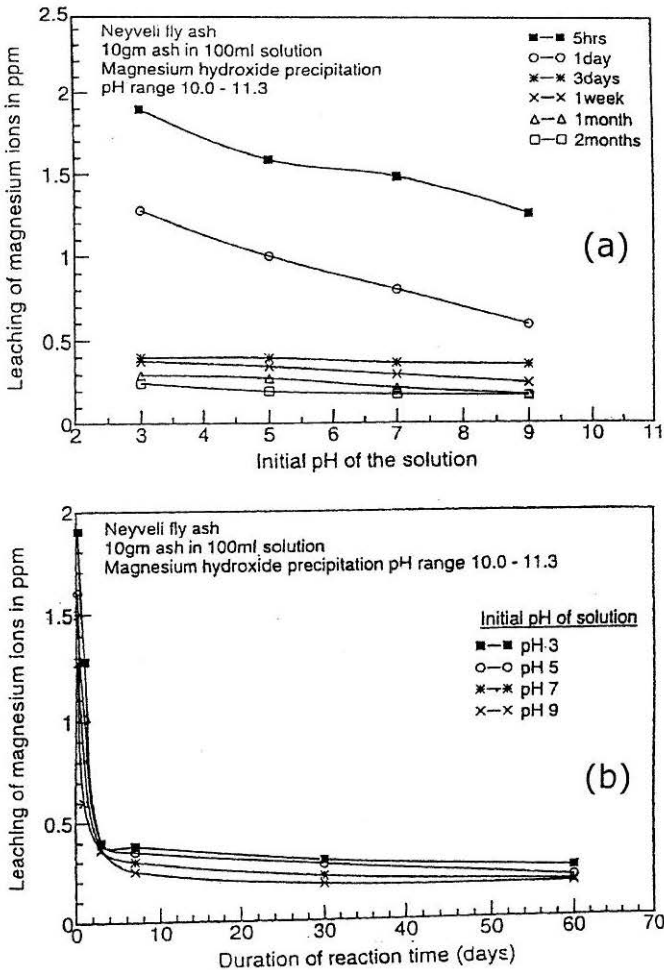 Neyveli fly ash
10gm ash in 100ml solution
Magnesium hydroxide precipitation
pH range 10.0 - 11.3
5hrs
1day
3days
1week
1month
2months
(a)
Leaching of magnesium ions in ppm
2.5
2
1.5
1
0.5
0
2 3 4 5 6 7 8 9 10 11
Initial pH of the solution
Neyveli fly ash
10gm ash in 100ml solution
Magnesium hydroxide precipitation pH range 10.0 - 11.3
Initial pH of solution
pH 3
pH 5
pH 7
pH 9
(b)
Leaching of magnesium ions in ppm
2
1.5
1
0.5
0
0 10 20 30 40 50 60 70
Duration of reaction time (days)